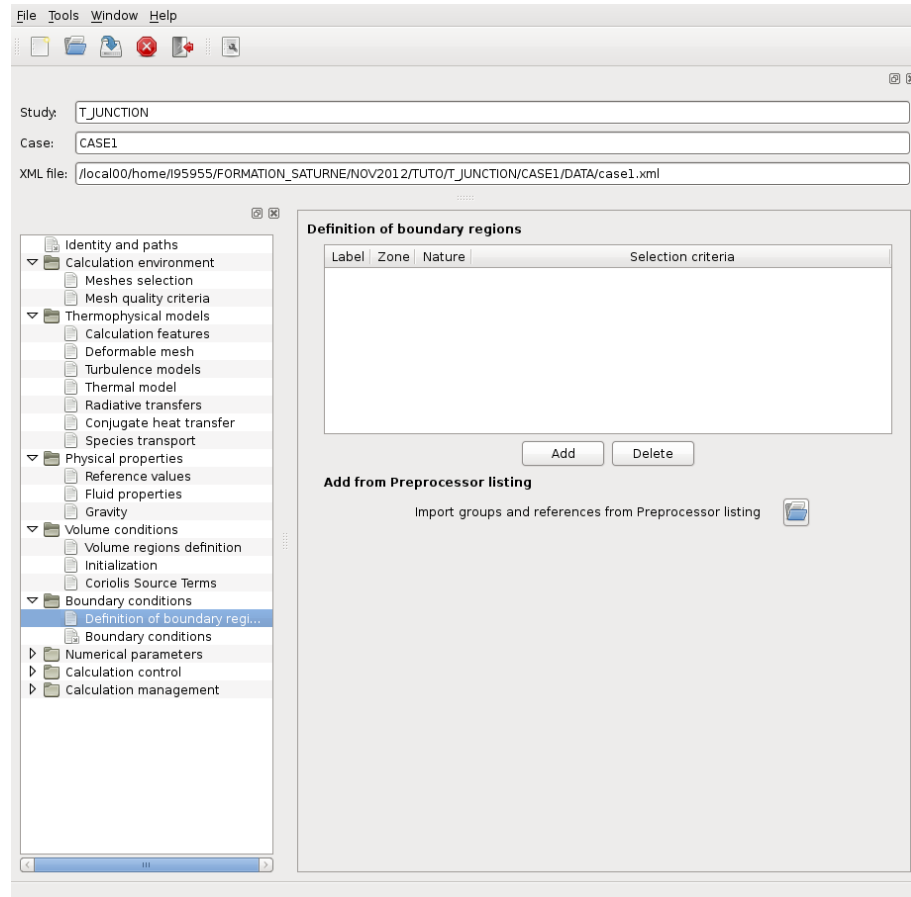 File Tools Window Help
Study: T_JUNCTION
Case: CASE1
XML file: /local00/home/I95955/FORMATION_SATURNE/NOV2012/TUTO/T_JUNCTION/CASE1/DATA/case1.xml
Identity and paths
Calculation environment
Meshes selection
Mesh quality criteria
Thermophysical models
Calculation features
Deformable mesh
Turbulence models
Thermal model
Radiative transfers
Conjugate heat transfer
Species transport
Physical properties
Reference values
Fluid properties
Gravity
Volume conditions
Volume regions definition
Initialization
Coriolis Source Terms
Boundary conditions
Definition of boundary regi...
Boundary conditions
Numerical parameters
Calculation control
Calculation management
Definition of boundary regions
Label Zone Nature Selection criteria
Add Delete
Add from Preprocessor listing
Import groups and references from Preprocessor listing